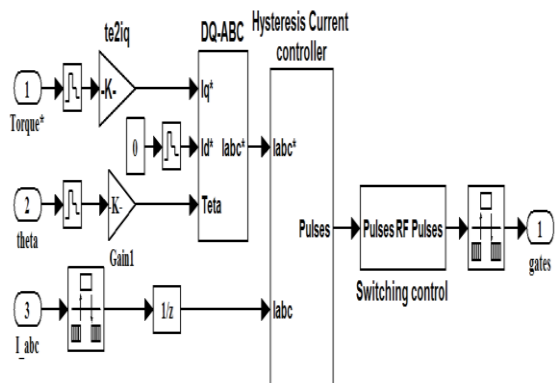 te2iq
DQ-ABC
Hysteresis Current
controller
1
Torque*
-K-
Iq*
0
Id*
Iabc*
Iabc*
2
theta
-K-
Gain1
Teta
Pulses
Pulses RF Pulses
Switching control
1
gates
3
I_abc
1/z
Iabc